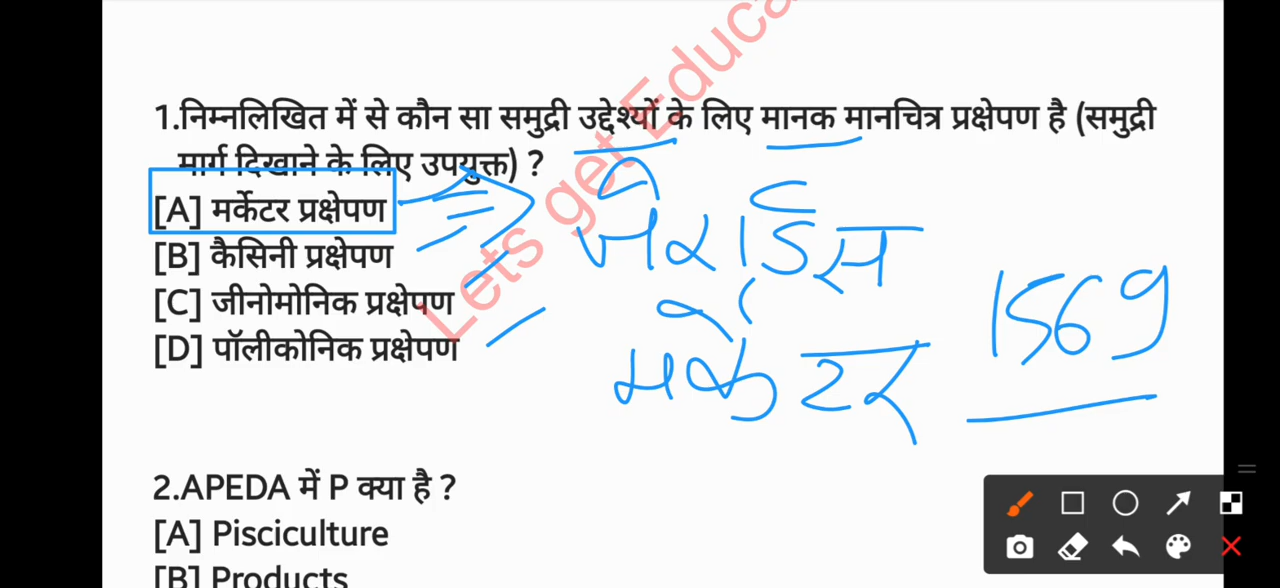 1.निम्नलिखित में से कौन सा समुद्री उद्देश्यों के लिए मानक मानचित्र प्रक्षेपण है (समुद्री
मार्ग दिखाने के लिए उपयुक्त) ?
[A] मर्केटर प्रक्षेपण
[B] कैसिनी प्रक्षेपण
[C] जीनोमोनिक प्रक्षेपण
[D] पॉलीकोनिक प्रक्षेपण
Lets get Educa
मर्केटर
1569
2.APEDA में P क्या है ?
[A] Pisciculture
[B] Products